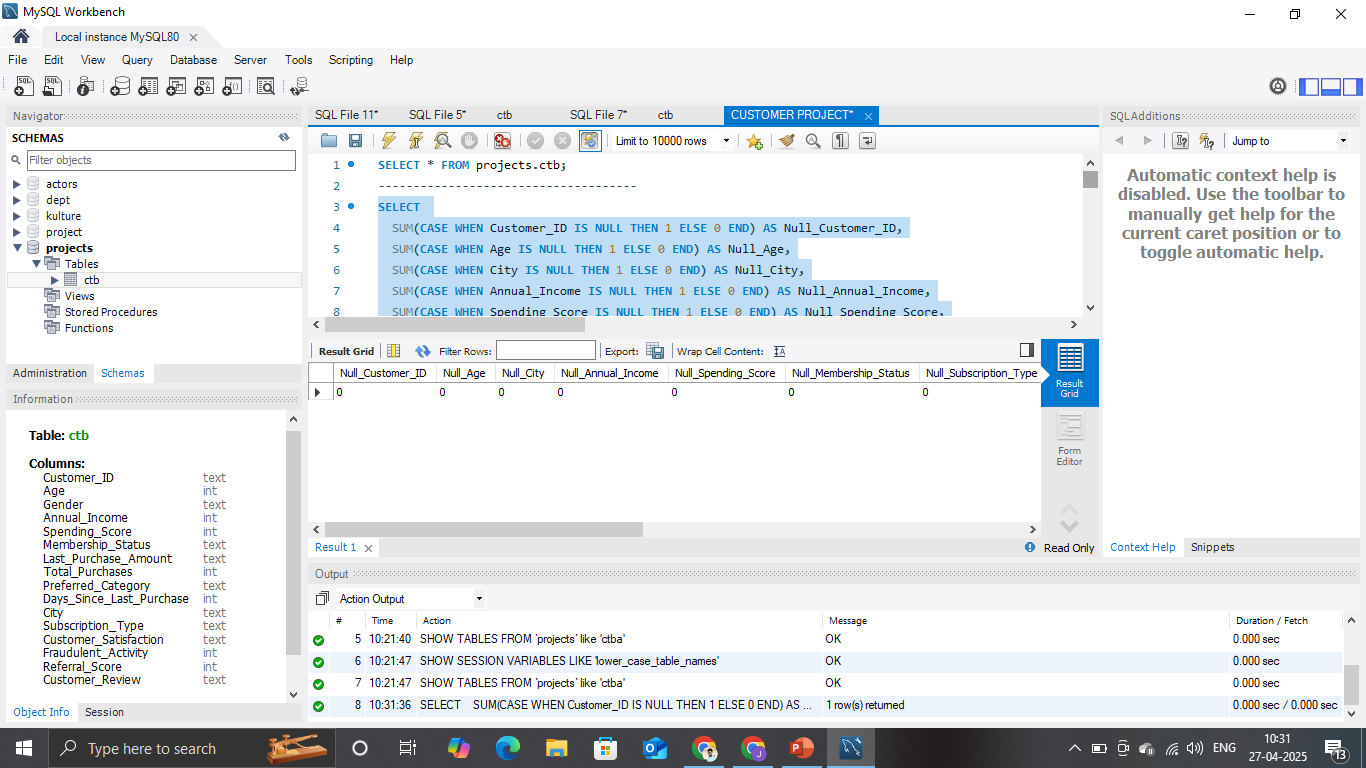 MySQL Workbench
Local instance MySQL80
File Edit View Query Database Server Tools Scripting Help
Navigator
SCHEMAS
Filter objects
actors
dept
kulture
project
projects
Tables
ctb
Views
Stored Procedures
Functions
Administration Schemas
Information
Table: ctb
Columns:
Customer_ID text
Age int
Gender text
Annual_Income int
Spending_Score int
Membership_Status text
Last_Purchase_Amount text
Total_Purchases int
Preferred_Category text
Days_Since_Last_Purchase int
City text
Subscription_Type text
Customer_Satisfaction text
Fraudulent_Activity int
Referral_Score int
Customer_Review text
Object Info Session
SQL File 11* SQL File 5* ctb SQL File 7* ctb CUSTOMER PROJECT*
Limit to 10000 rows
1 SELECT * FROM projects.ctb;
2 -------------------------------------
3 SELECT
4 SUM(CASE WHEN Customer_ID IS NULL THEN 1 ELSE 0 END) AS Null_Customer_ID,
5 SUM(CASE WHEN Age IS NULL THEN 1 ELSE 0 END) AS Null_Age,
6 SUM(CASE WHEN City IS NULL THEN 1 ELSE 0 END) AS Null_City,
7 SUM(CASE WHEN Annual_Income IS NULL THEN 1 ELSE 0 END) AS Null_Annual_Income,
8 SUM(CASE WHEN Spending_Score IS NULL THEN 1 ELSE 0 END) AS Null_Spending_Score,
Result Grid Filter Rows: Export: Wrap Cell Content:
Null_Customer_ID Null_Age Null_City Null_Annual_Income Null_Spending_Score Null_Membership_Status Null_Subscription_Type
0 0 0 0 0 0 0
Result
Grid
Form
Editor
Result 1
Read Only
SQLAdditions
Jump to
Automatic context help is
disabled. Use the toolbar to
manually get help for the
current caret position or to
toggle automatic help.
Context Help Snippets
Output
Action Output
# Time Action Message Duration / Fetch
5 10:21:40 SHOW TABLES FROM `projects` like 'ctba' OK 0.000 sec
6 10:21:47 SHOW SESSION VARIABLES LIKE 'lower_case_table_names' OK 0.000 sec
7 10:21:47 SHOW TABLES FROM `projects` like 'ctba' OK 0.000 sec
8 10:31:36 SELECT SUM(CASE WHEN Customer_ID IS NULL THEN 1 ELSE 0 END) AS ... 1 row(s) returned 0.000 sec / 0.000 sec
Type here to search
ENG
10:31
27-04-2025
13